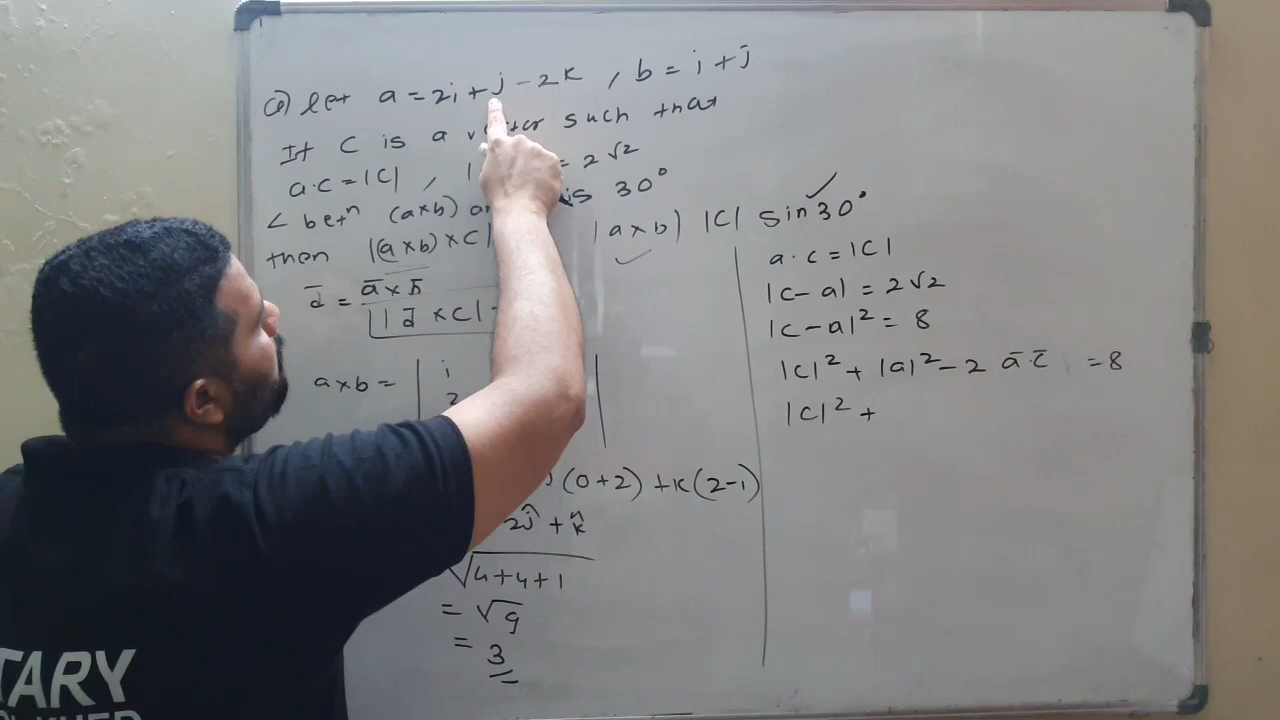 Q) let a = 2i + j - 2k , b = i + j
If C is a vector such that
a·c = |C| , | = 2√2
∠ betⁿ (a×b) is 30°
then |(a×b)×C| |a×b| |C| sin 30°
d̄ = ā×b̄
|d̄ ×C|
a×b = | i
2
(0+2) +k(2-1)
2ĵ + k̂
√4+4+1
= √9
= 3
a·c = |C|
|c-a| = 2√2
|c-a|² = 8
|c|² + |a|² - 2 ā c̄ = 8
|c|² +
TARY